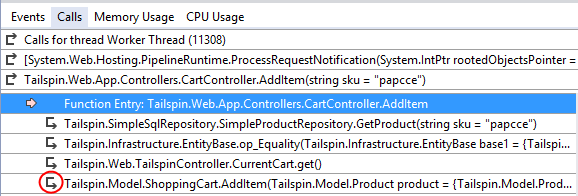 Events Calls Memory Usage CPU Usage
Calls for thread Worker Thread (11308)
[System.Web.Hosting.PipelineRuntime.ProcessRequestNotification(System.IntPtr rootedObjectsPointer =
Tailspin.Web.App.Controllers.CartController.AddItem(string sku = "papcce")
Function Entry: Tailspin.Web.App.Controllers.CartController.AddItem
Tailspin.SimpleSqlRepository.SimpleProductRepository.GetProduct(string sku = "papcce")
Tailspin.Infrastructure.EntityBase.op_Equality(Tailspin.Infrastructure.EntityBase base1 = {Tailspi...
Tailspin.Web.TailspinController.CurrentCart.get()
Tailspin.Model.ShoppingCart.AddItem(Tailspin.Model.Product product = {Tailspin.Model.Prod...